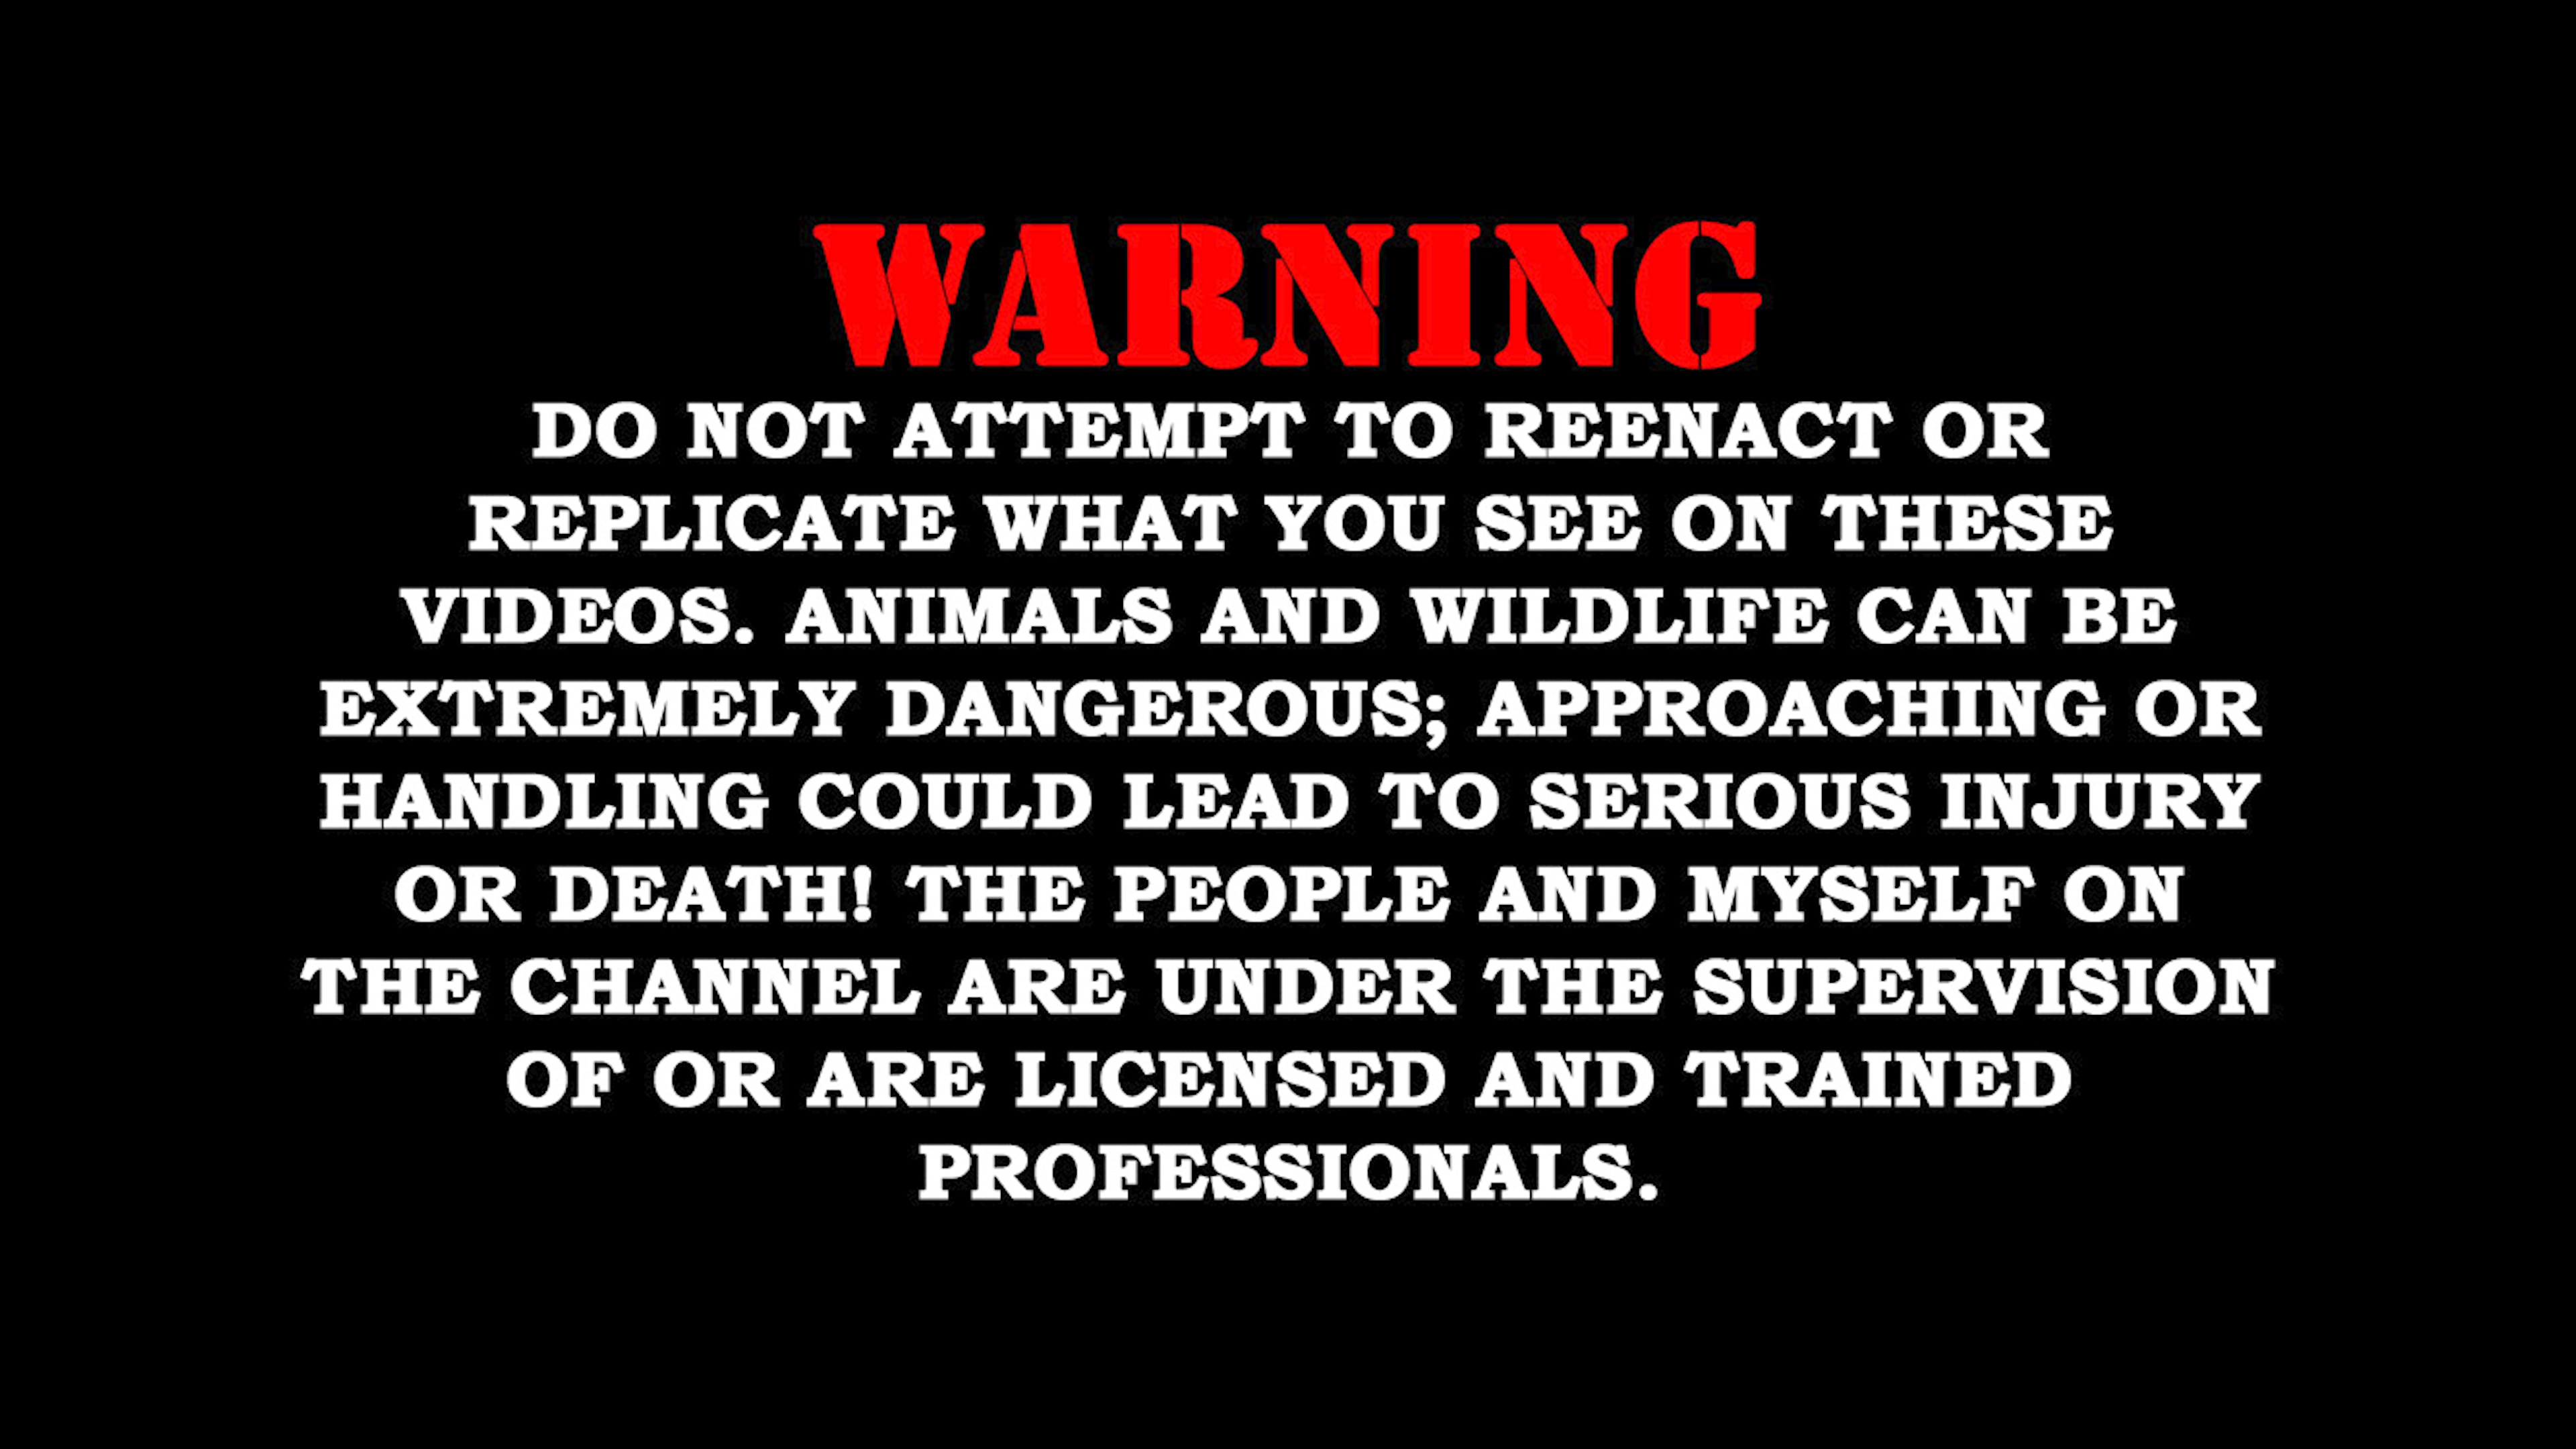 WARNING
DO NOT ATTEMPT TO REENACT OR
REPLICATE WHAT YOU SEE ON THESE
VIDEOS. ANIMALS AND WILDLIFE CAN BE
EXTREMELY DANGEROUS; APPROACHING OR
HANDLING COULD LEAD TO SERIOUS INJURY
OR DEATH! THE PEOPLE AND MYSELF ON
THE CHANNEL ARE UNDER THE SUPERVISION
OF OR ARE LICENSED AND TRAINED
PROFESSIONALS.